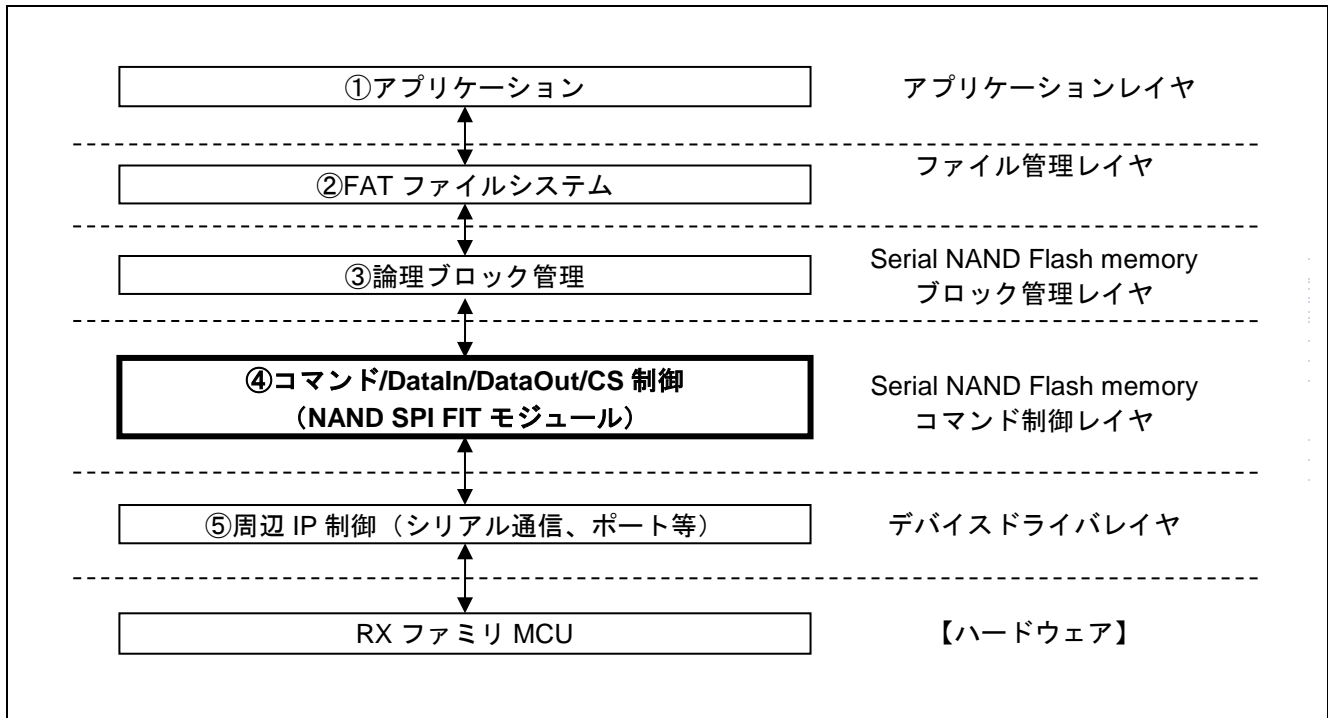 ①アプリケーション
アプリケーションレイヤ
ファイル管理レイヤ
②FAT ファイルシステム
③論理ブロック管理
Serial NAND Flash memory
ブロック管理レイヤ
④コマンド/DataIn/DataOut/CS 制御
（NAND SPI FIT モジュール）
Serial NAND Flash memory
コマンド制御レイヤ
⑤周辺 IP 制御（シリアル通信、ポート等）
デバイスドライバレイヤ
RX ファミリ MCU
【ハードウェア】